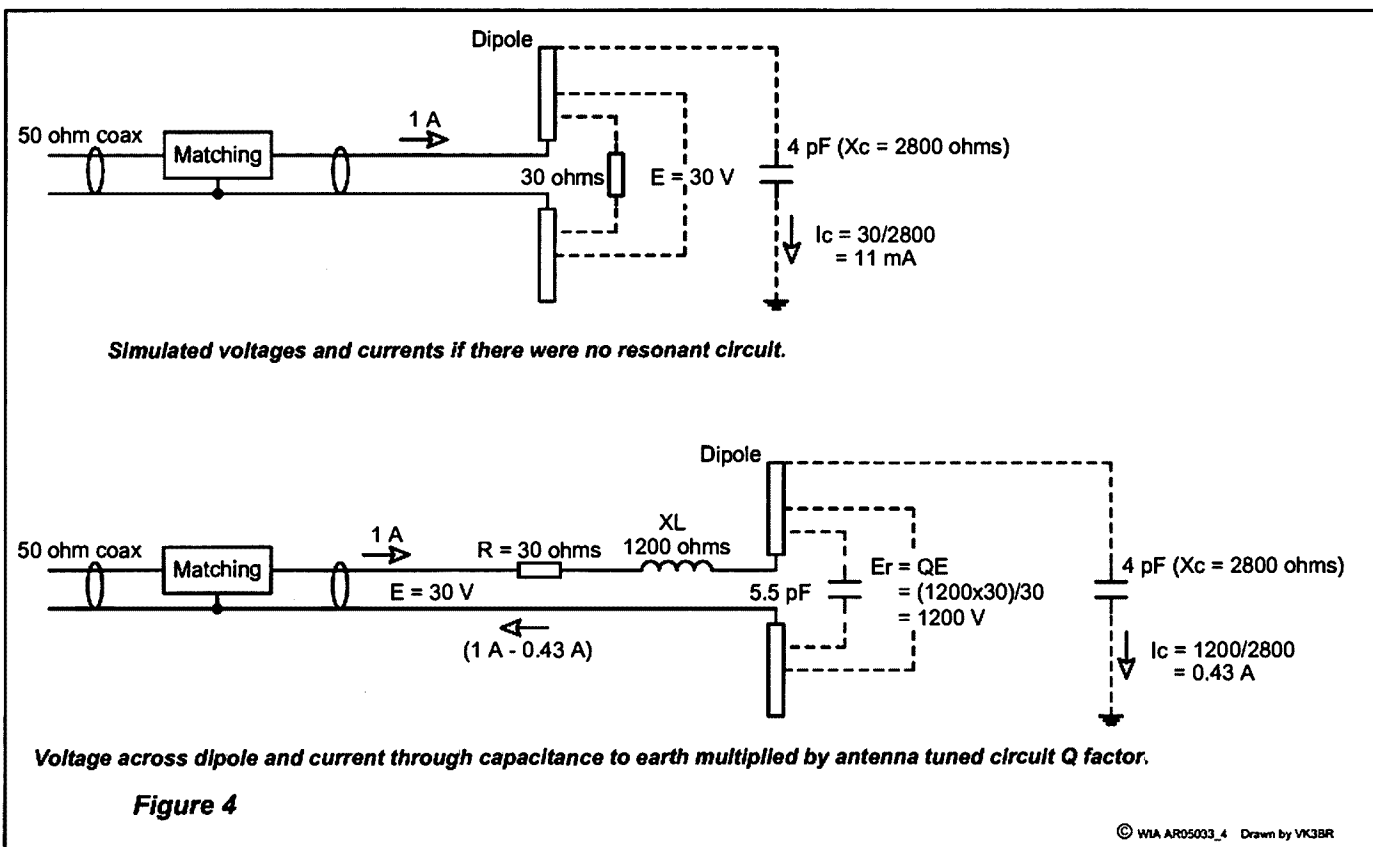 Dipole
1 A
50 ohm coax
Matching
30 ohms
E = 30 V
4 pF (Xc = 2800 ohms)
Ic = 30/2800
= 11 mA
Simulated voltages and currents if there were no resonant circuit.
Dipole
1 A
50 ohm coax
Matching
E = 30 V
R = 30 ohms
XL
1200 ohms
(1 A - 0.43 A)
5.5 pF
Er = QE
= (1200x30)/30
= 1200 V
4 pF (Xc = 2800 ohms)
Ic = 1200/2800
= 0.43 A
Voltage across dipole and current through capacitance to earth multiplied by antenna tuned circuit Q factor.
Figure 4
© WIA AR05033_4 Drawn by VK3BR